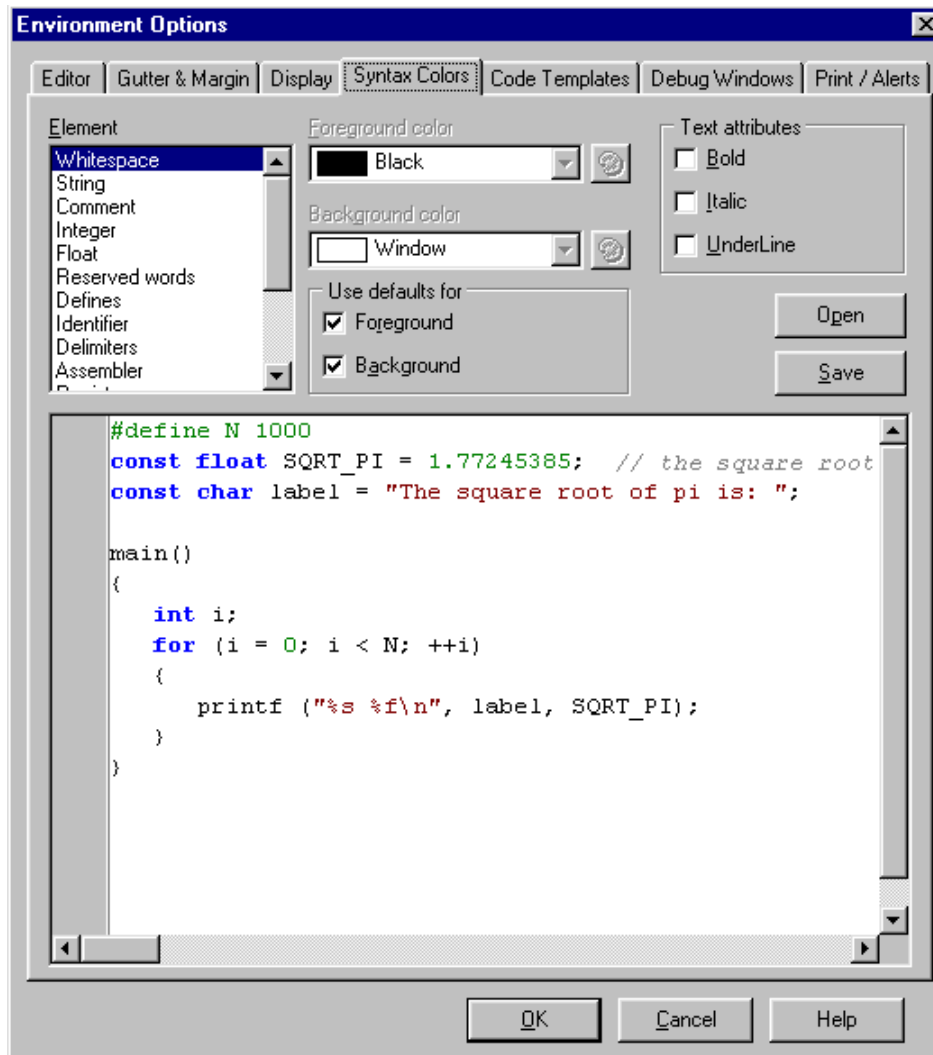 Environment Options
Editor
Gutter & Margin
Display
Syntax Colors
Code Templates
Debug Windows
Print / Alerts
Element
Whitespace
String
Comment
Integer
Float
Reserved words
Defines
Identifier
Delimiters
Assembler
Foreground color
Black
Background color
Window
Use defaults for
Foreground
Background
Text attributes
Bold
Italic
UnderLine
Open
Save
#define N 1000
const float SQRT_PI = 1.77245385;  // the square root
const char label = "The square root of pi is: ";
main()
{
   int i;
   for (i = 0; i < N; ++i)
   {
      printf ("%s %f\n", label, SQRT_PI);
   }
}
OK
Cancel
Help